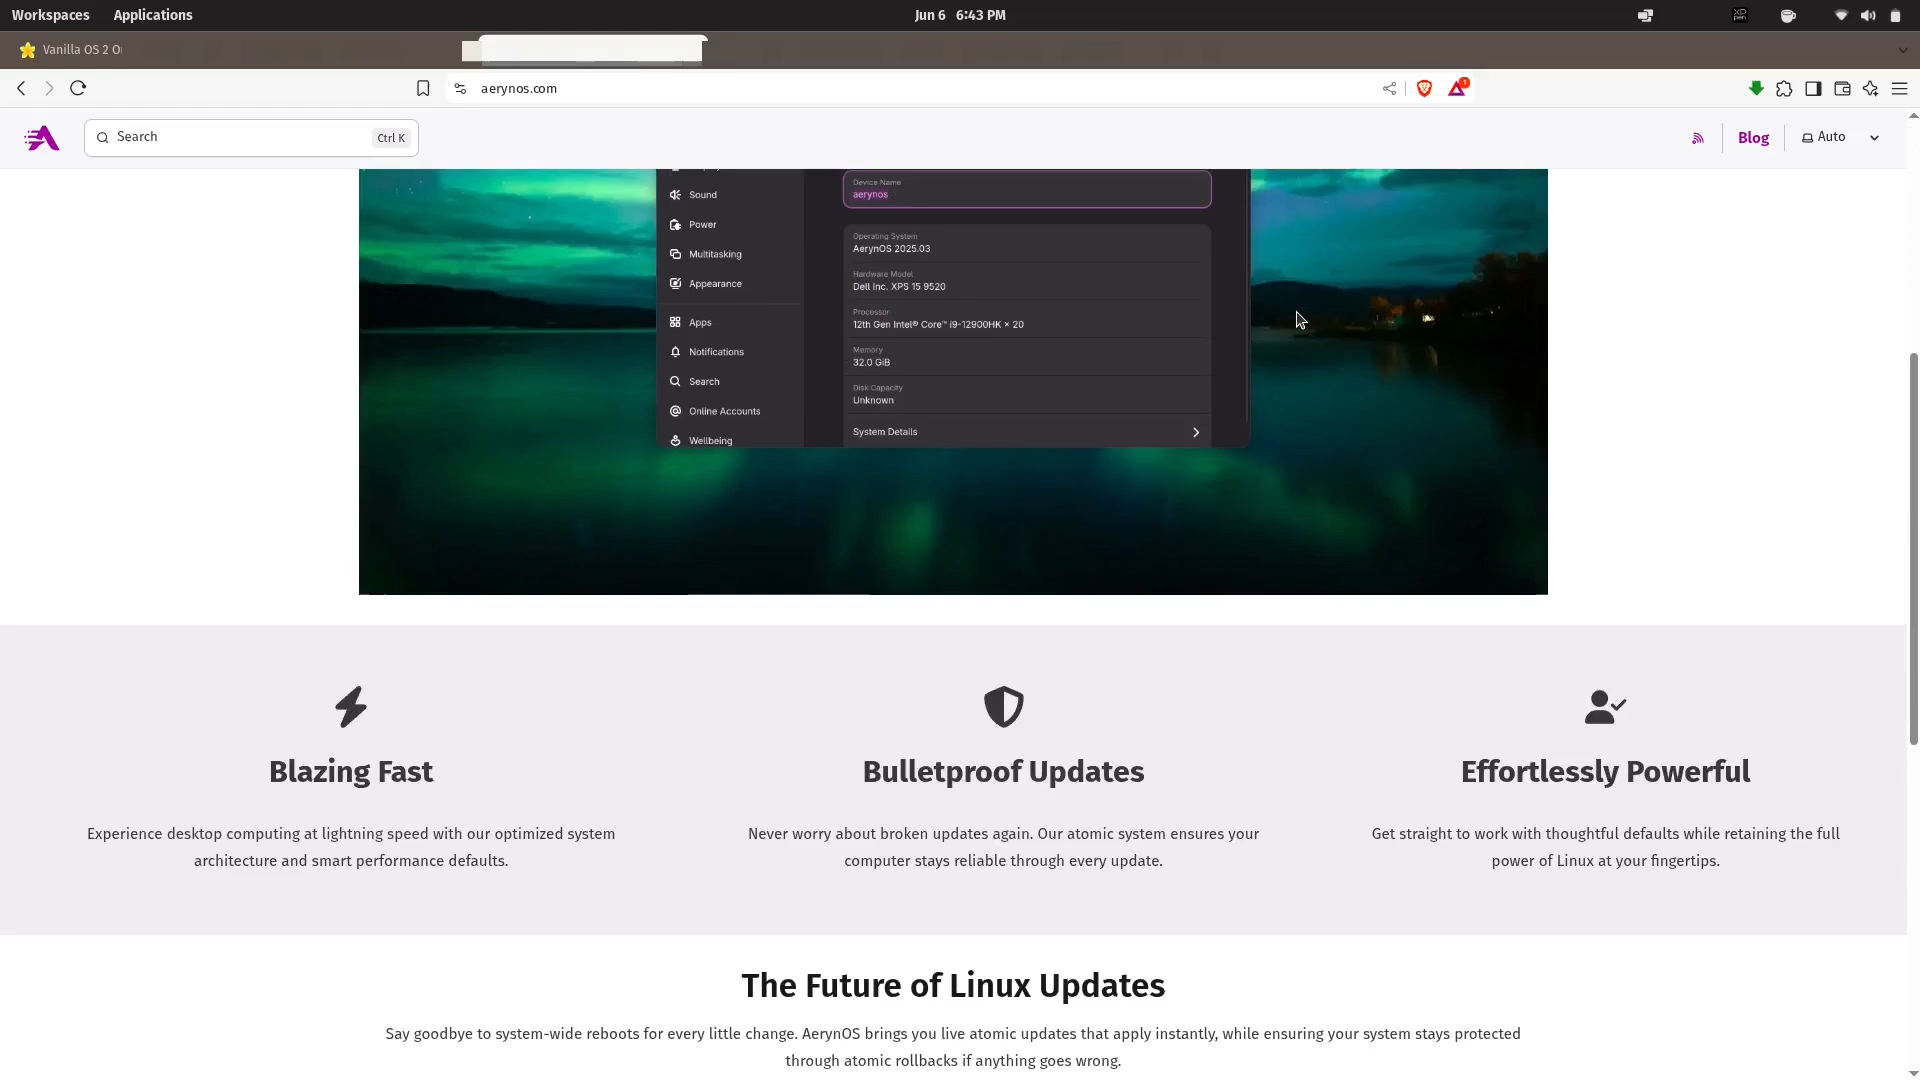 Workspaces
Applications
Jun 6 6:43 PM
XD
pen
Vanilla OS 2 O
aerynos.com
1
Search
Ctrl K
Blog
Auto
Device Name
aerynos
Sound
Power
Multitasking
Appearance
Apps
Notifications
Search
Online Accounts
Wellbeing
Operating System
AerynOS 2025.03
Hardware Model
Dell Inc. XPS 15 9520
Processor
12th Gen Intel® Core™ i9-12900HK × 20
Memory
32.0 GiB
Disk Capacity
Unknown
System Details
Blazing Fast
Experience desktop computing at lightning speed with our optimized system
architecture and smart performance defaults.
Bulletproof Updates
Never worry about broken updates again. Our atomic system ensures your
computer stays reliable through every update.
Effortlessly Powerful
Get straight to work with thoughtful defaults while retaining the full
power of Linux at your fingertips.
The Future of Linux Updates
Say goodbye to system-wide reboots for every little change. AerynOS brings you live atomic updates that apply instantly, while ensuring your system stays protected
through atomic rollbacks if anything goes wrong.